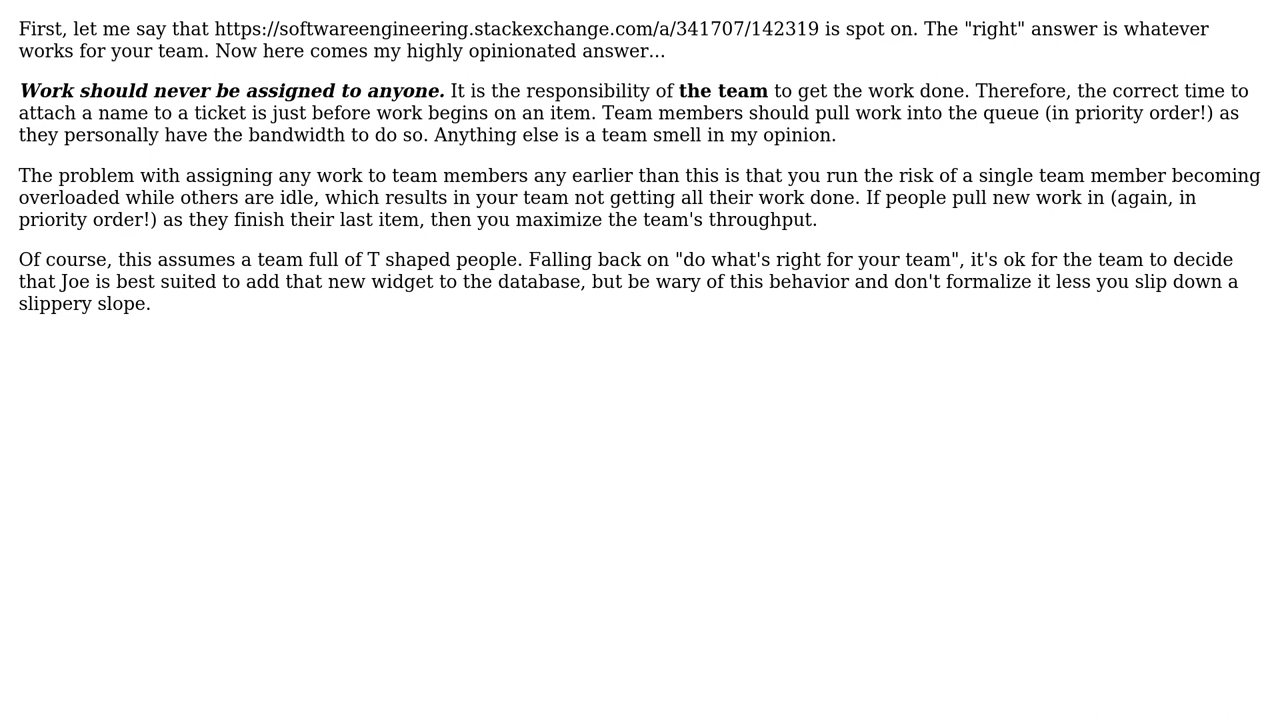 First, let me say that https://softwareengineering.stackexchange.com/a/341707/142319 is spot on. The "right" answer is whatever
works for your team. Now here comes my highly opinionated answer...
Work should never be assigned to anyone. It is the responsibility of the team to get the work done. Therefore, the correct time to
attach a name to a ticket is just before work begins on an item. Team members should pull work into the queue (in priority order!) as
they personally have the bandwidth to do so. Anything else is a team smell in my opinion.
The problem with assigning any work to team members any earlier than this is that you run the risk of a single team member becoming
overloaded while others are idle, which results in your team not getting all their work done. If people pull new work in (again, in
priority order!) as they finish their last item, then you maximize the team's throughput.
Of course, this assumes a team full of T shaped people. Falling back on "do what's right for your team", it's ok for the team to decide
that Joe is best suited to add that new widget to the database, but be wary of this behavior and don't formalize it less you slip down a
slippery slope.